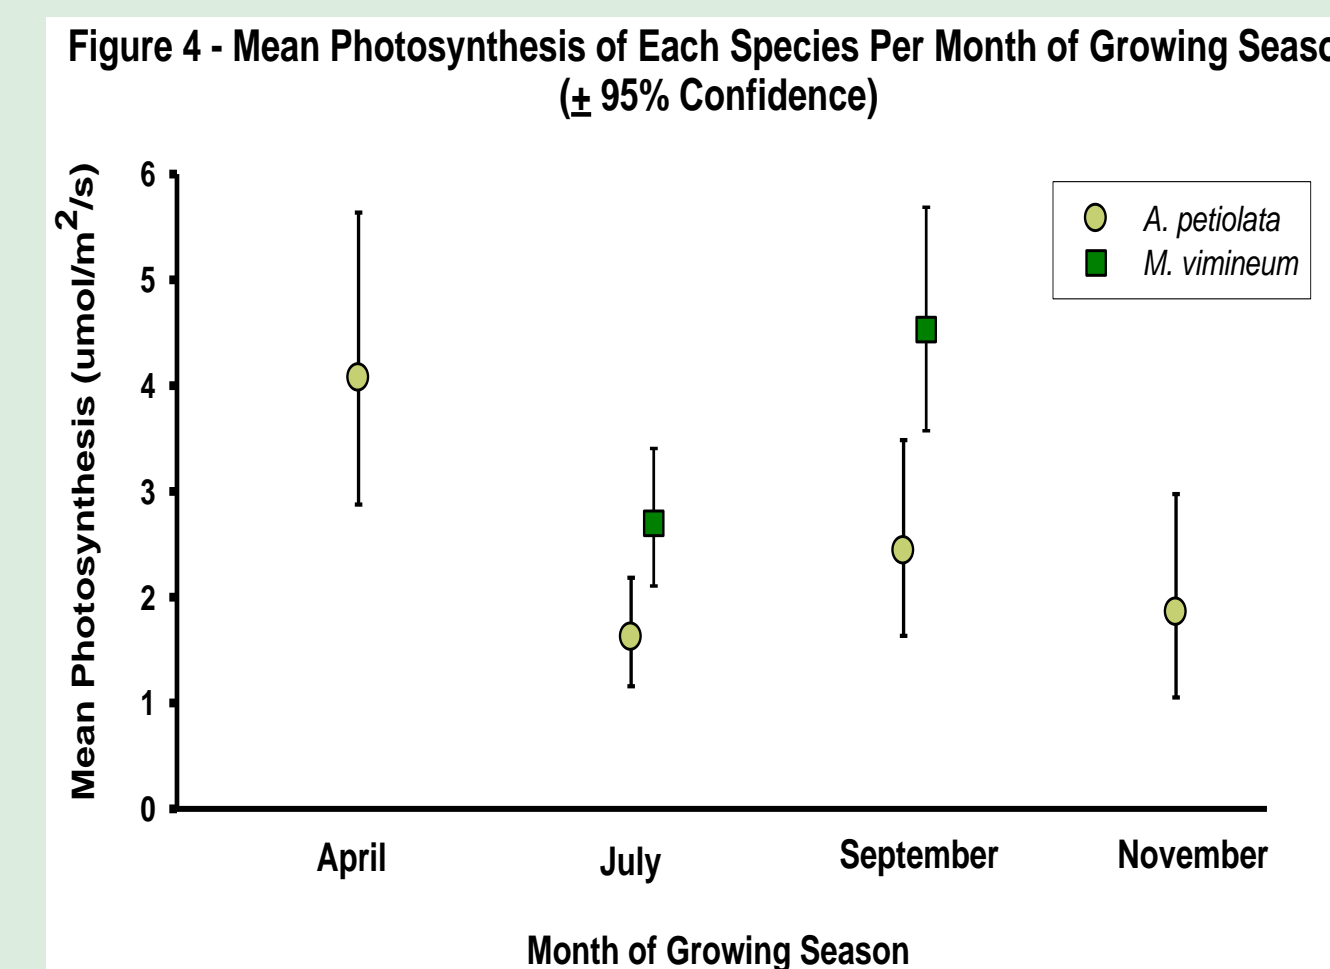 Figure 4 - Mean Photosynthesis of Each Species Per Month of Growing Seaso
(± 95% Confidence)
Mean Photosynthesis (umol/m²/s)
6
5
4
3
2
1
0
A. petiolata
M. vimineum
April July September November
Month of Growing Season